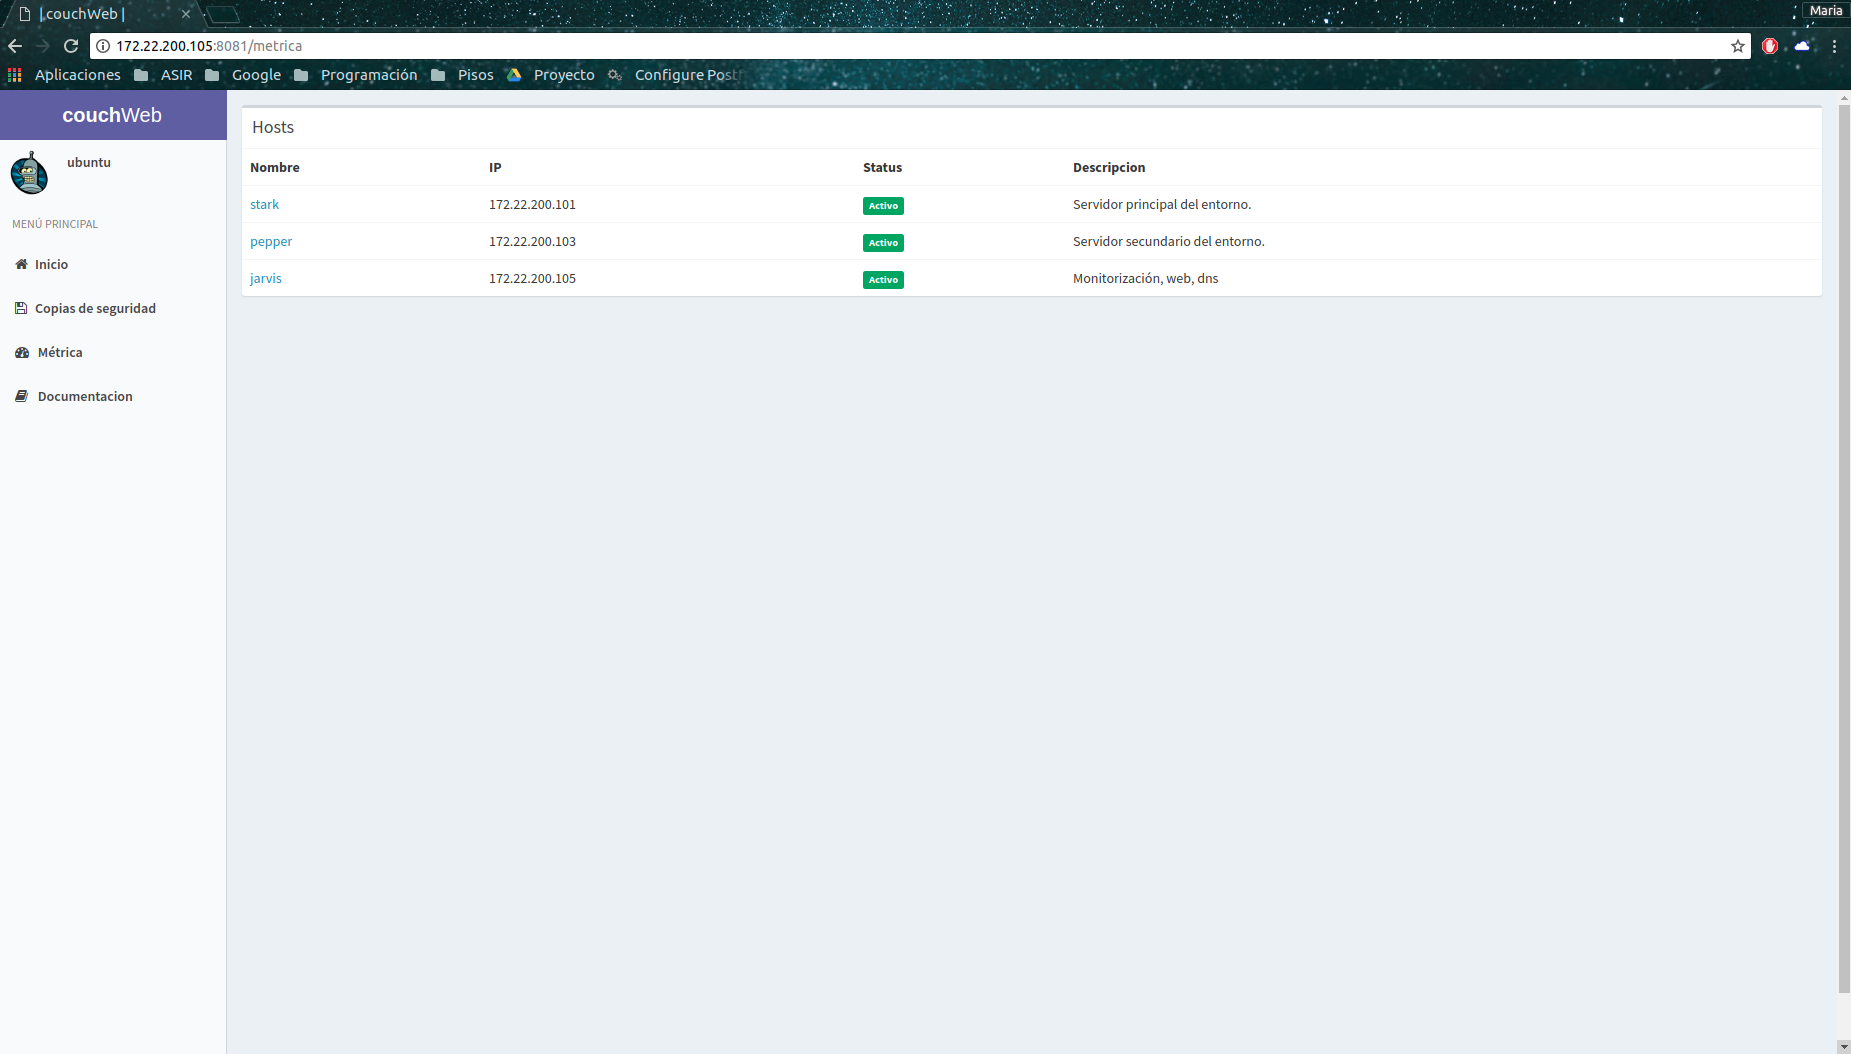 | couchWeb |
Maria
172.22.200.105:8081/metrica
Aplicaciones ASIR Google Programación Pisos Proyecto Configure Post
couchWeb
ubuntu
MENÚ PRINCIPAL
Inicio
Copias de seguridad
Métrica
Documentacion
Hosts
Nombre IP Status Descripcion
stark 172.22.200.101 Activo Servidor principal del entorno.
pepper 172.22.200.103 Activo Servidor secundario del entorno.
jarvis 172.22.200.105 Activo Monitorización, web, dns